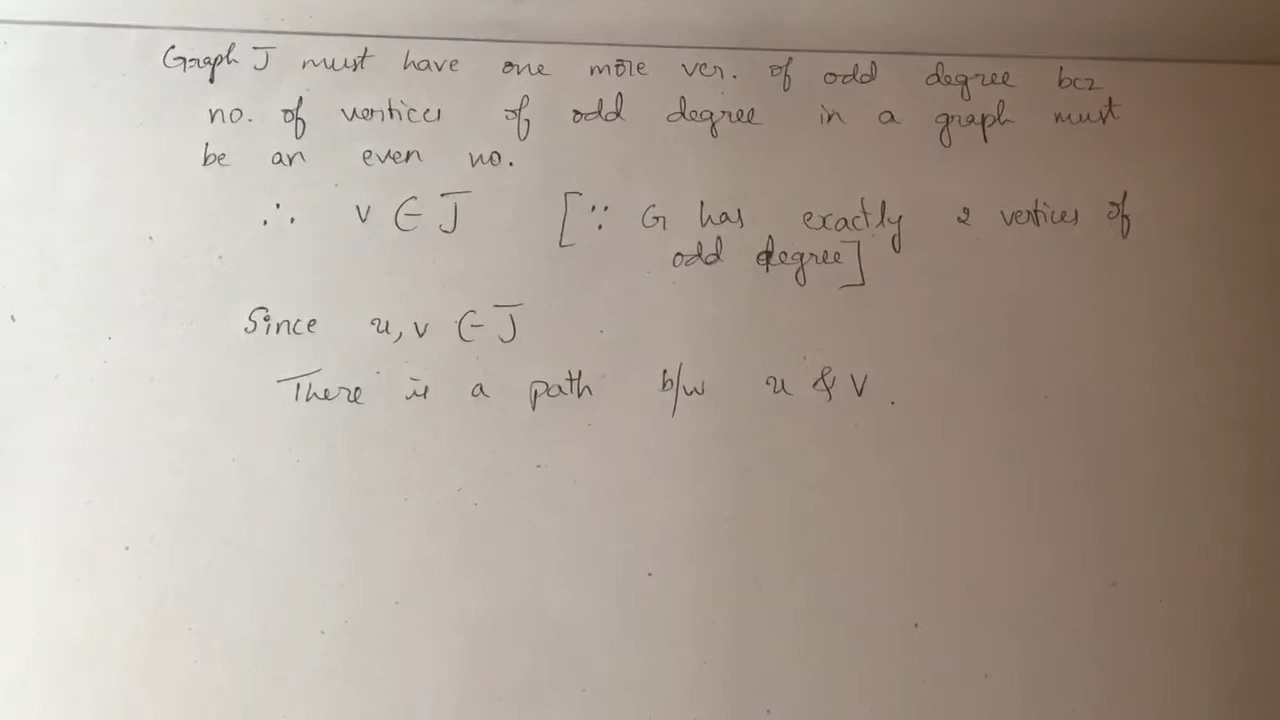 Graph J must have one more ver. of odd degree bcz
no. of vertices of odd degree in a graph must
be an even no.
∴ v ∈ J [∵ G has exactly 2 vertices of
odd degree]
Since u, v ∈ J
There is a path b/w u & v.